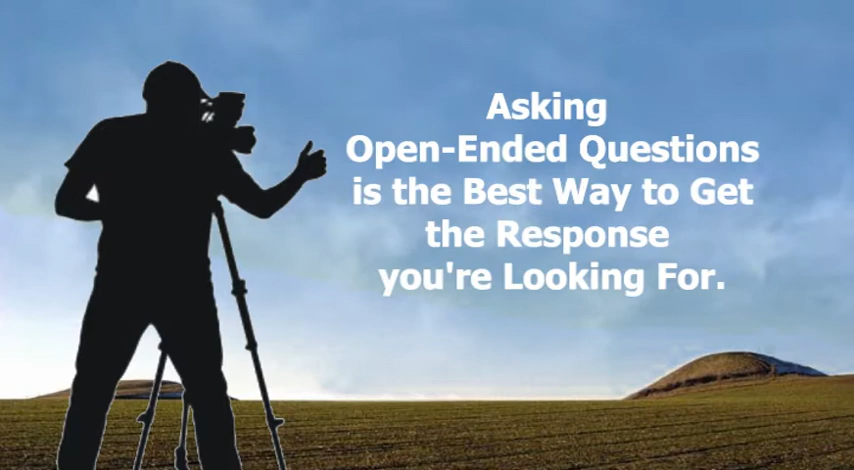 Asking
Open-Ended Questions
is the Best Way to Get
the Response
you're Looking For.